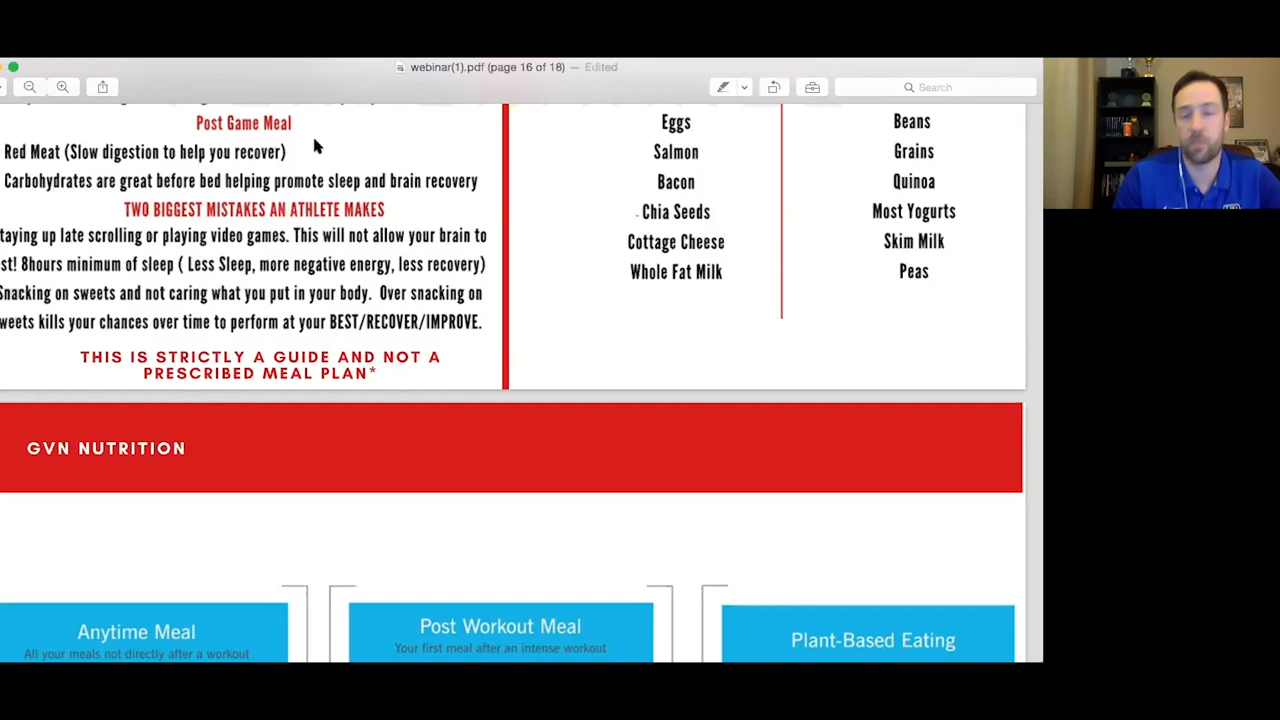 webinar(1).pdf (page 16 of 18) — Edited
Search
Post Game Meal
Red Meat (Slow digestion to help you recover)
Carbohydrates are great before bed helping promote sleep and brain recovery
TWO BIGGEST MISTAKES AN ATHLETE MAKES
taying up late scrolling or playing video games. This will not allow your brain to
est! 8hours minimum of sleep ( Less Sleep, more negative energy, less recovery)
Snacking on sweets and not caring what you put in your body. Over snacking on
weets kills your chances over time to perform at your BEST/RECOVER/IMPROVE.
THIS IS STRICTLY A GUIDE AND NOT A
PRESCRIBED MEAL PLAN*
Eggs
Salmon
Bacon
Chia Seeds
Cottage Cheese
Whole Fat Milk
Beans
Grains
Quinoa
Most Yogurts
Skim Milk
Peas
GVN NUTRITION
Anytime Meal
All your meals not directly after a workout
Post Workout Meal
Your first meal after an intense workout
Plant-Based Eating